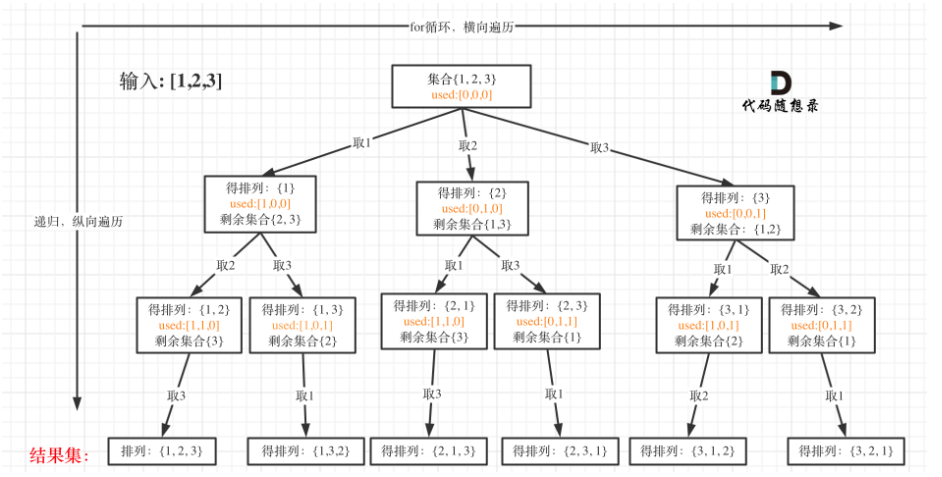 for循环、横向遍历
输入: [1,2,3]
集合{1, 2, 3}
used:[0,0,0]
代码随想录
取1
取2
取3
递归、纵向遍历
得排列：{1}
used:[1,0,0]
剩余集合{2, 3}
得排列：{2}
used:[0,1,0]
剩余集合{1,3}
得排列：{3}
used:[0,0,1]
剩余集合：{1,2}
取2
取3
取1
取3
取1
取2
得排列：{1, 2}
used:[1,1,0]
剩余集合{3}
得排列：{1, 3}
used:[1,0,1]
剩余集合{2}
得排列：{2, 1}
used:[1,1,0]
剩余集合{3}
得排列：{2, 3}
used:[0,1,1]
剩余集合{1}
得排列：{3, 1}
used:[1,0,1]
剩余集合{2}
得排列：{3, 2}
used:[0,1,1]
剩余集合{1}
取3
取1
取3
取1
取2
取1
结果集：
排列：{1, 2, 3}
得排列：{1,3,2}
得排列：{2, 1, 3}
得排列：{2, 3, 1}
得排列：{3, 1, 2}
得排列：{3, 2, 1}